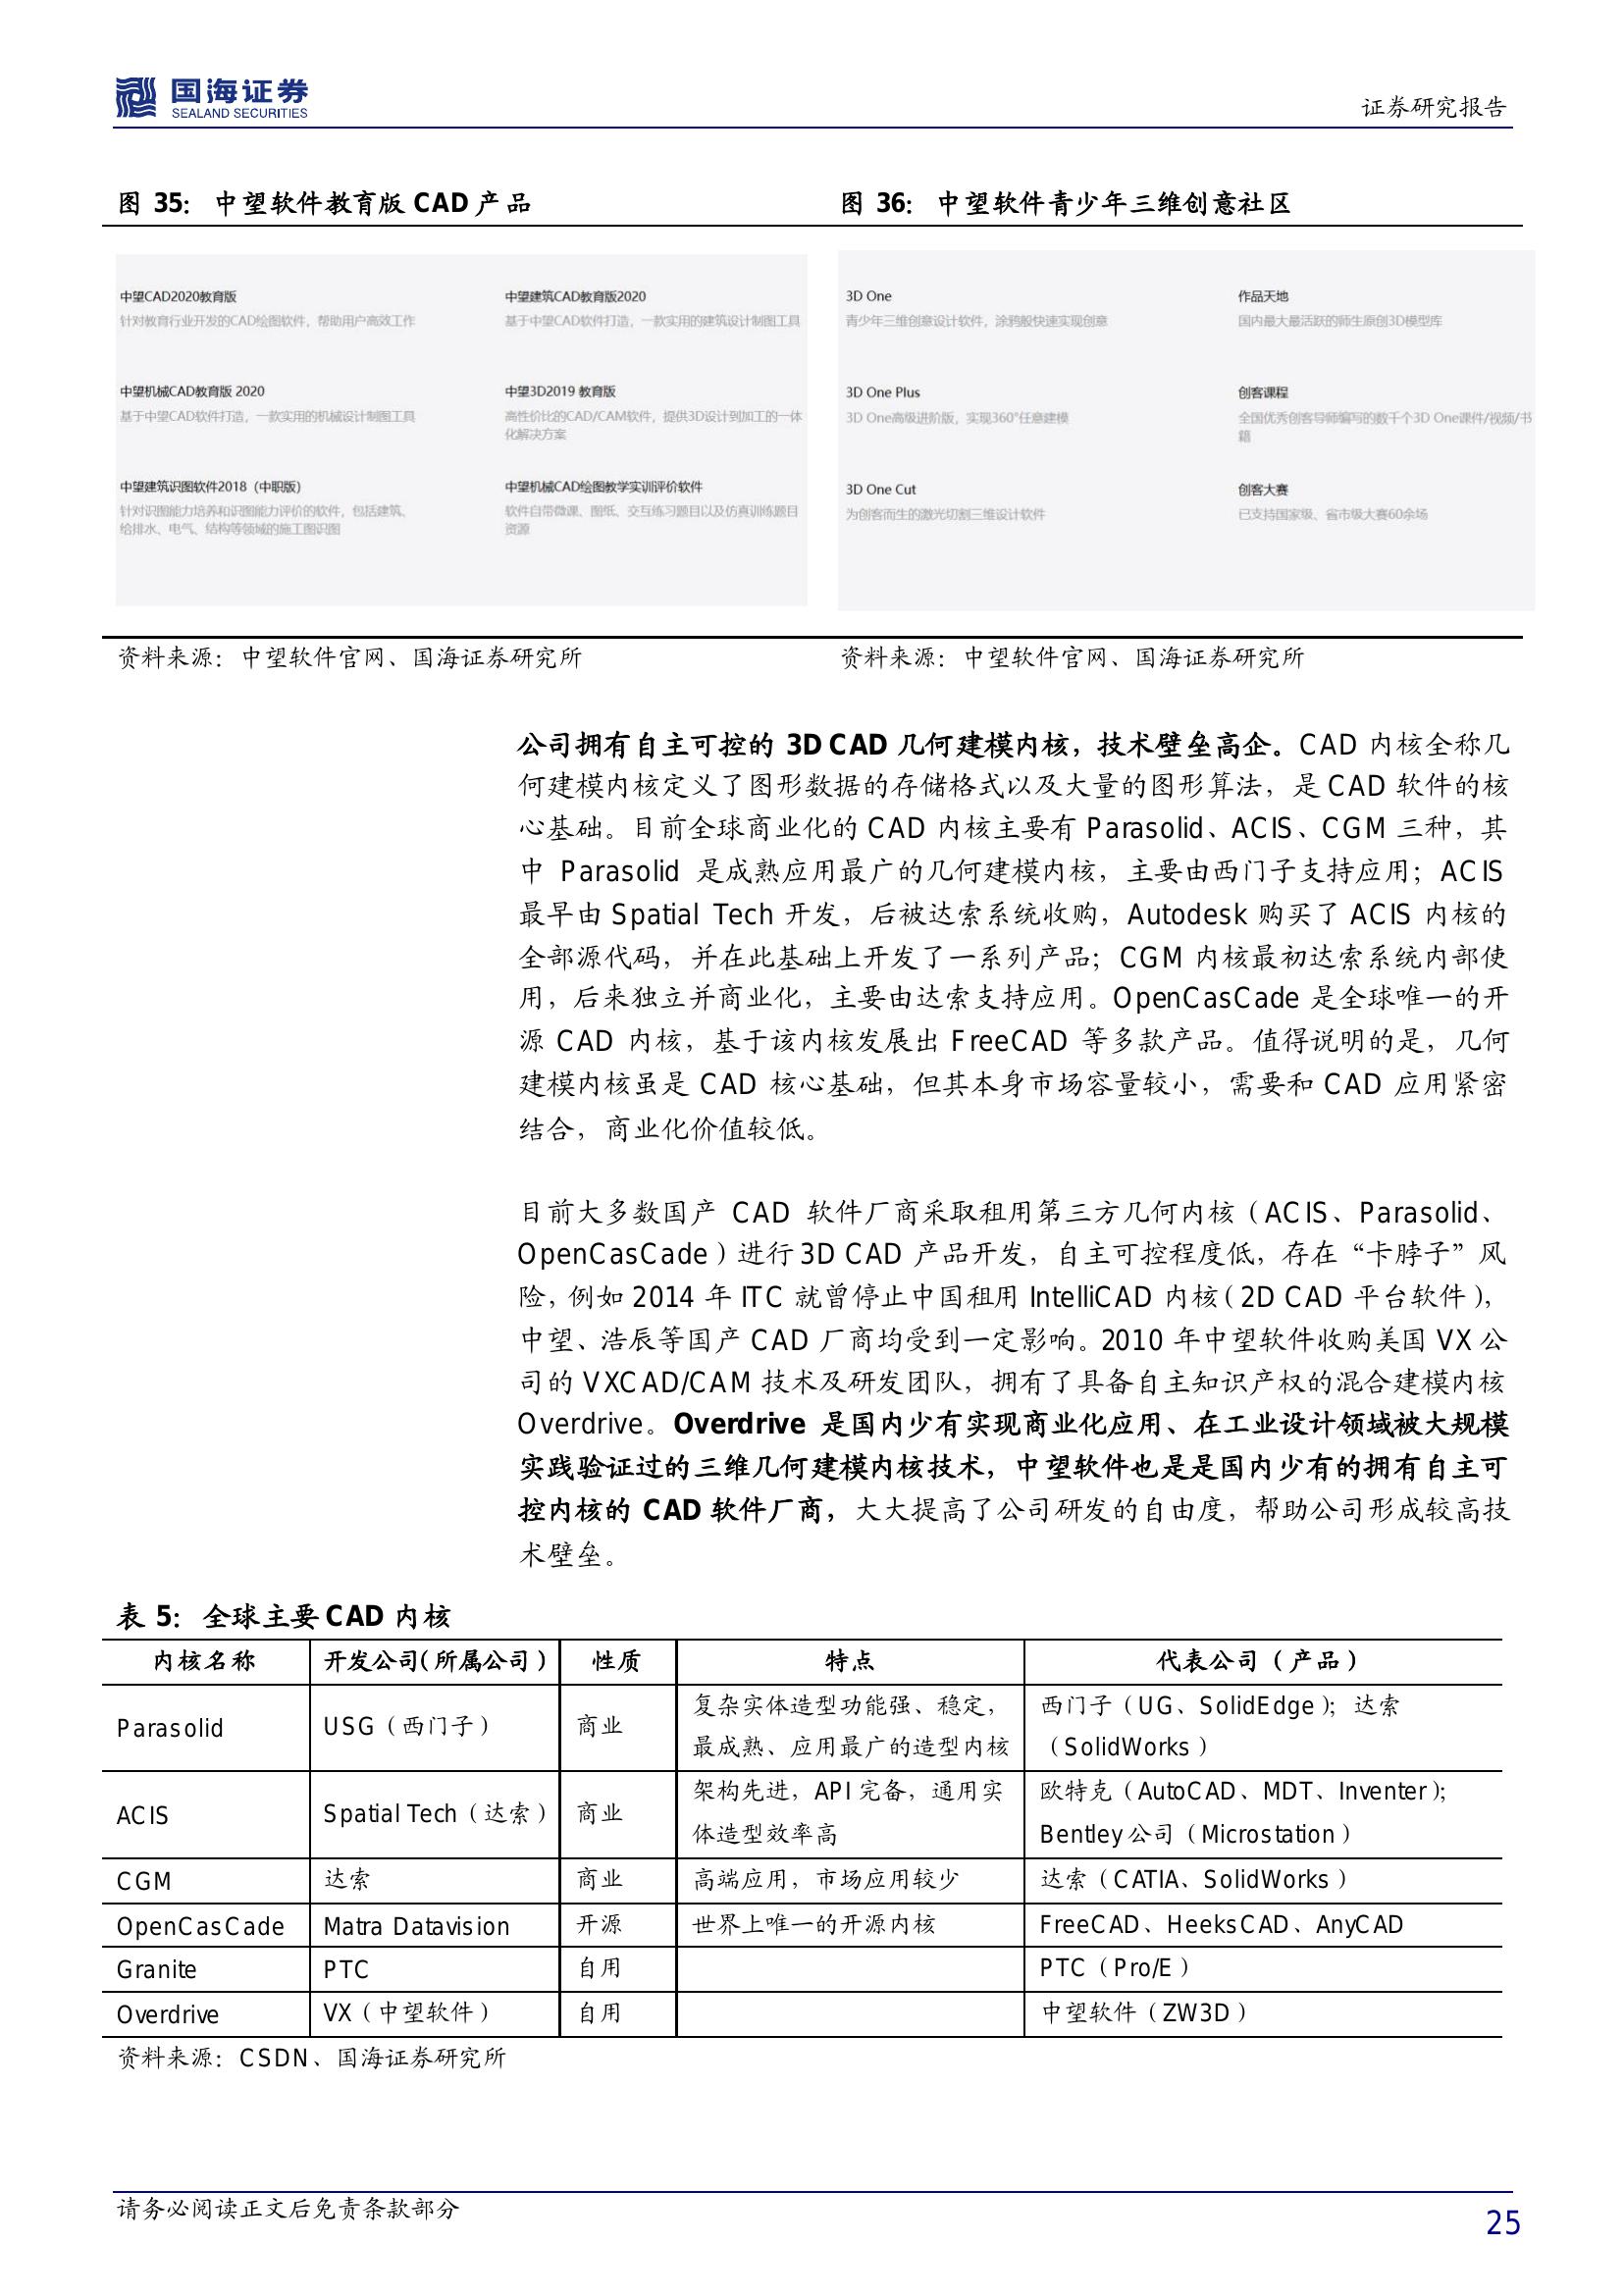 国海证券
SEALAND SECURITIES
证券研究报告
图 35： 中望软件教育版 CAD 产品
图 36： 中望软件青少年三维创意社区
中望CAD2020教育版
针对教育行业开发的CAD绘图软件，帮助用户高效工作
中望建筑CAD教育版2020
基于中望CAD软件打造，一款实用的建筑设计制图工具
中望机械CAD教育版 2020
基于中望CAD软件打造，一款实用的机械设计制图工具
中望3D2019 教育版
高性价比的CAD/CAM软件，提供3D设计到加工的一体
化解决方案
中望建筑识图软件2018（中职版）
针对识图能力培养和识图能力评价的软件，包括建筑、
给排水、电气、结构等领域的施工图识图
中望机械CAD绘图教学实训评价软件
软件自带微课、图纸、交互练习题目以及仿真训练题目
资源
3D One
青少年三维创意设计软件，涂鸦般快速实现创意
作品天地
国内最大最活跃的师生原创3D模型库
3D One Plus
3D One高级进阶版，实现360°任意建模
创客课程
全国优秀创客导师编写的数千个3D One课件/视频/书
籍
3D One Cut
为创客而生的激光切割三维设计软件
创客大赛
已支持国家级、省市级大赛60余场
资料来源：中望软件官网、国海证券研究所
资料来源：中望软件官网、国海证券研究所
公司拥有自主可控的 3D CAD 几何建模内核，技术壁垒高企。CAD 内核全称几
何建模内核定义了图形数据的存储格式以及大量的图形算法，是 CAD 软件的核
心基础。目前全球商业化的 CAD 内核主要有 Parasolid、ACIS、CGM 三种，其
中 Parasolid 是成熟应用最广的几何建模内核，主要由西门子支持应用；ACIS
最早由 Spatial Tech 开发，后被达索系统收购，Autodesk 购买了 ACIS 内核的
全部源代码，并在此基础上开发了一系列产品；CGM 内核最初达索系统内部使
用，后来独立并商业化，主要由达索支持应用。OpenCasCade 是全球唯一的开
源 CAD 内核，基于该内核发展出 FreeCAD 等多款产品。值得说明的是，几何
建模内核虽是 CAD 核心基础，但其本身市场容量较小，需要和 CAD 应用紧密
结合，商业化价值较低。
目前大多数国产 CAD 软件厂商采取租用第三方几何内核（ACIS、Parasolid、
OpenCasCade）进行 3D CAD 产品开发，自主可控程度低，存在“卡脖子”风
险，例如 2014 年 ITC 就曾停止中国租用 IntelliCAD 内核（2D CAD 平台软件），
中望、浩辰等国产 CAD 厂商均受到一定影响。2010 年中望软件收购美国 VX 公
司的 VXCAD/CAM 技术及研发团队，拥有了具备自主知识产权的混合建模内核
Overdrive。Overdrive 是国内少有实现商业化应用、在工业设计领域被大规模
实践验证过的三维几何建模内核技术，中望软件也是是国内少有的拥有自主可
控内核的 CAD 软件厂商，大大提高了公司研发的自由度，帮助公司形成较高技
术壁垒。
表 5： 全球主要 CAD 内核
内核名称 开发公司（所属公司） 性质 特点 代表公司（产品）
Parasolid USG（西门子） 商业 复杂实体造型功能强、稳定， 西门子（UG、SolidEdge）；达索
最成熟、应用最广的造型内核 （SolidWorks）
ACIS Spatial Tech（达索） 商业 架构先进，API 完备，通用实 欧特克（AutoCAD、MDT、Inventer）；
体造型效率高 Bentley 公司（Microstation）
CGM 达索 商业 高端应用，市场应用较少 达索（CATIA、SolidWorks）
OpenCasCade Matra Datavision 开源 世界上唯一的开源内核 FreeCAD、HeeksCAD、AnyCAD
Granite PTC 自用 PTC（Pro/E）
Overdrive VX（中望软件） 自用 中望软件（ZW3D）
资料来源：CSDN、国海证券研究所
请务必阅读正文后免责条款部分
25